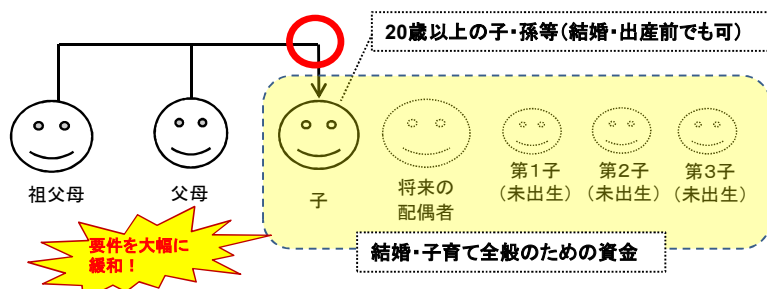 20歳以上の子・孫等(結婚・出産前でも可)
祖父母
父母
子
将来の
配偶者
第1子
(未出生)
第2子
(未出生)
第3子
(未出生)
要件を大幅に
緩和！
結婚・子育て全般のための資金